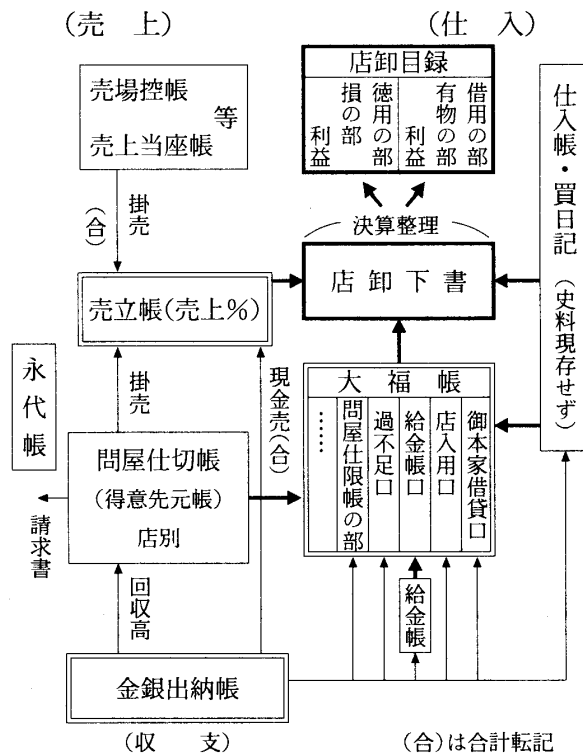 (売 上)
(仕 入)
売場控帳
売上当座帳
等
店卸目録
借用の部
有物の部
利益
徳用の部
損の部
利益
仕入帳・買日記(史料現存せず)
掛売
(合)
決算整理
店卸下書
売立帳(売上%)
永代帳
掛売
現金売(合)
大福帳
御本家借貸口
店入用口
給金帳口
過不足口
問屋仕限帳の部
……
問屋仕切帳
(得意先元帳)
店別
請求書
回収高
給金帳
金銀出納帳
(収 支)
(合)は合計転記